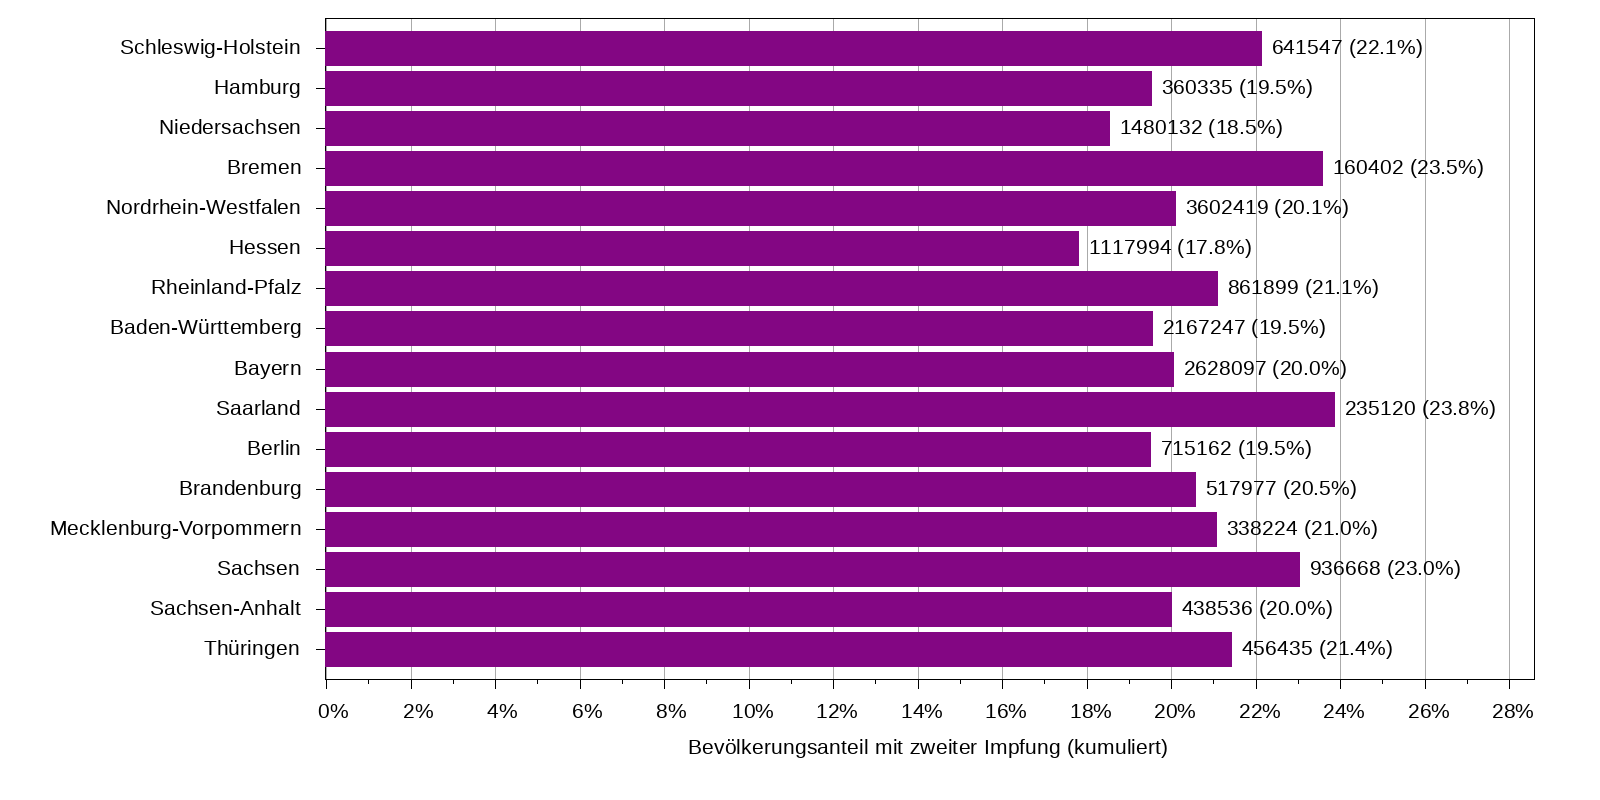 Schleswig-Holstein 641547 (22.1%)
Hamburg 360335 (19.5%)
Niedersachsen 1480132 (18.5%)
Bremen 160402 (23.5%)
Nordrhein-Westfalen 3602419 (20.1%)
Hessen 1117994 (17.8%)
Rheinland-Pfalz 861899 (21.1%)
Baden-Württemberg 2167247 (19.5%)
Bayern 2628097 (20.0%)
Saarland 235120 (23.8%)
Berlin 715162 (19.5%)
Brandenburg 517977 (20.5%)
Mecklenburg-Vorpommern 338224 (21.0%)
Sachsen 936668 (23.0%)
Sachsen-Anhalt 438536 (20.0%)
Thüringen 456435 (21.4%)
0% 2% 4% 6% 8% 10% 12% 14% 16% 18% 20% 22% 24% 26% 28%
Bevölkerungsanteil mit zweiter Impfung (kumuliert)